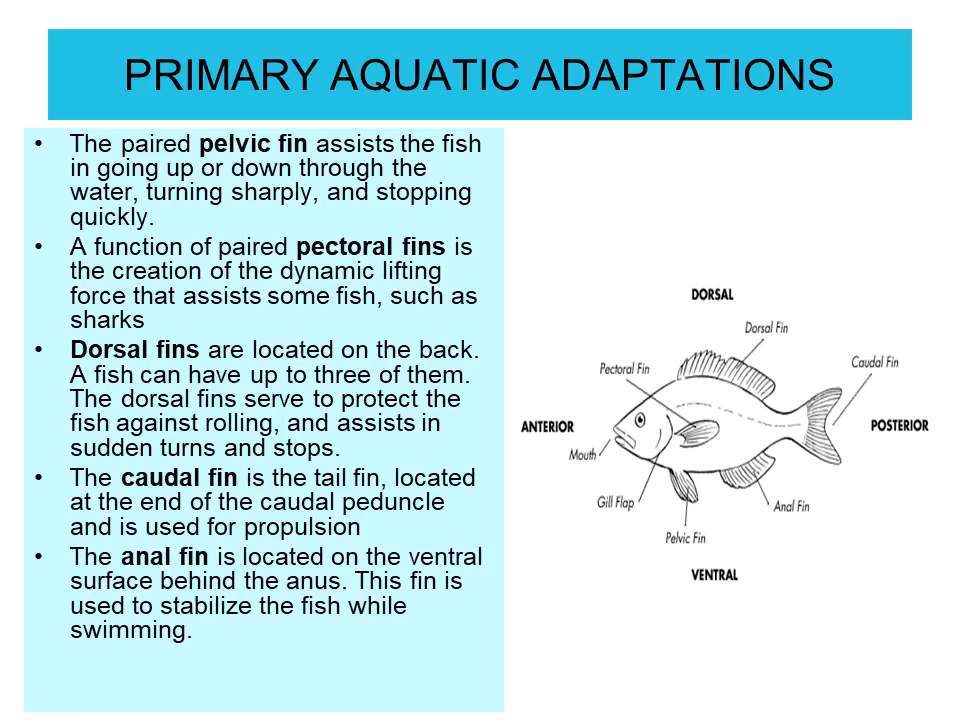 PRIMARY AQUATIC ADAPTATIONS
• The paired pelvic fin assists the fish
in going up or down through the
water, turning sharply, and stopping
quickly.
• A function of paired pectoral fins is
the creation of the dynamic lifting
force that assists some fish, such as
sharks
• Dorsal fins are located on the back.
A fish can have up to three of them.
The dorsal fins serve to protect the
fish against rolling, and assists in
sudden turns and stops.
• The caudal fin is the tail fin, located
at the end of the caudal peduncle
and is used for propulsion
• The anal fin is located on the ventral
surface behind the anus. This fin is
used to stabilize the fish while
swimming.
DORSAL
Dorsal Fin
Pectoral Fin
Caudal Fin
ANTERIOR
POSTERIOR
Mouth
Gill Flap
Anal Fin
Pelvic Fin
VENTRAL